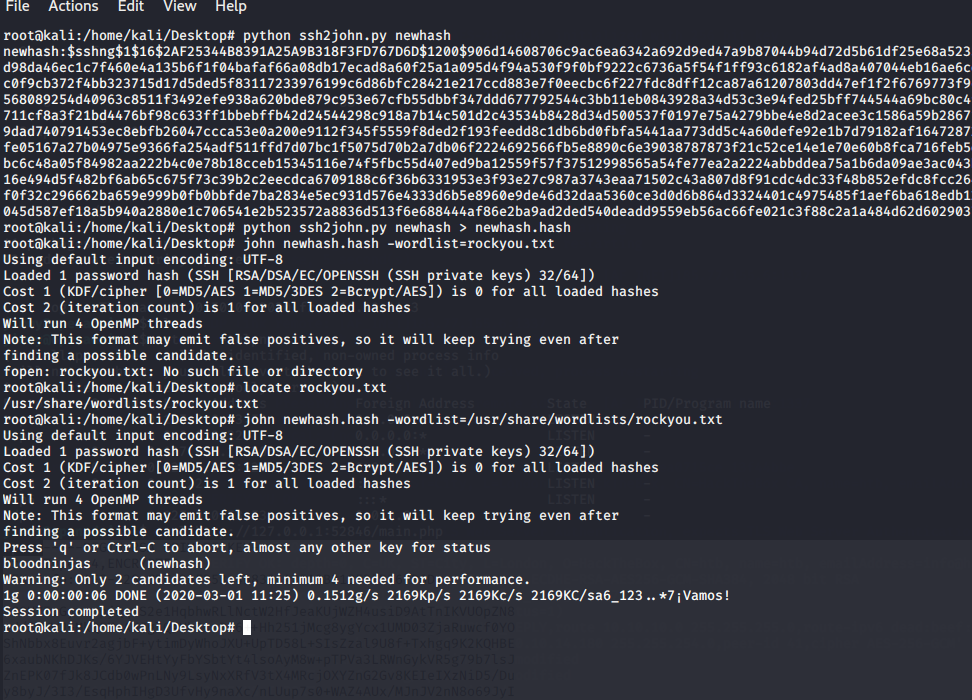 File Actions Edit View Help
root@kali:/home/kali/Desktop# python ssh2john.py newhash
newhash:$sshng$1$16$2AF25344B8391A25A9B318F3FD767D6D$1200$906d14608706c9ac6ea6342a692d9ed47a9b87044b94d72d5b61df25e68a523
d98da46ec1c7f460e4a135b6f1f04bafaf66a08db17ecad8a60f25a1a095d4f94a530f9f0bf9222c6736a5f54f1ff93c6182af4ad8a407044eb16ae6c
c0f9cb372f4bb323715d17d5ded5f83117233976199c6d86bfc28421e217ccd883e7f0eecbc6f227fdc8dff12ca87a61207803dd47ef1f2f6769773f9
568089254d40963c8511f3492efe938a620bde879c953e67cfb55dbbf347ddd677792544c3bb11eb0843928a34d53c3e94fed25bff744544a69bc80c4
711cf8a3f21bd4476bf98c633ff1bbebffb42d24544298c918a7b14c501d2c43534b8428d34d500537f0197e75a4279bbe4e8d2acee3c1586a59b2867
9dad740791453ec8ebfb26047ccca53e0a200e9112f345f5559f8ded2f193feedd8c1db6bd0fbfa5441aa773dd5c4a60defe92e1b7d79182af1647287
fe05167a27b04975e9366fa254adf511ffd7d07bc1f5075d70b2a7db06f2224692566fb5e8890c6e39038787873f21c52ce14e1e70e60b8fca716feb5
bc6c48a05f84982aa222b4c0e78b18cceb15345116e74f5fbc55d407ed9ba12559f57f37512998565a54fe77ea2a2224abbddea75a1b6da09ae3ac043
16e494d5f482bf6ab65c675f73c39b2c2eecdca6709188c6f36b6331953e3f93e27c987a3743eaa71502c43a807d8f91cdc4dc33f48b852efdc8fcc26
f0f32c296662ba659e999b0fb0bbfde7ba2834e5ec931d576e4333d6b5e8960e9de46d32daa5360ce3d0d6b864d3324401c4975485f1aef6ba618edb1
045d587ef18a5b940a2880e1c706541e2b523572a8836d513f6e688444af86e2ba9ad2ded540deadd9559eb56ac66fe021c3f88c2a1a484d62d602903
root@kali:/home/kali/Desktop# python ssh2john.py newhash > newhash.hash
root@kali:/home/kali/Desktop# john newhash.hash -wordlist=rockyou.txt
Using default input encoding: UTF-8
Loaded 1 password hash (SSH [RSA/DSA/EC/OPENSSH (SSH private keys) 32/64])
Cost 1 (KDF/cipher [0=MD5/AES 1=MD5/3DES 2=Bcrypt/AES]) is 0 for all loaded hashes
Cost 2 (iteration count) is 1 for all loaded hashes
Will run 4 OpenMP threads
Note: This format may emit false positives, so it will keep trying even after
finding a possible candidate.
fopen: rockyou.txt: No such file or directory
root@kali:/home/kali/Desktop# locate rockyou.txt
/usr/share/wordlists/rockyou.txt
root@kali:/home/kali/Desktop# john newhash.hash -wordlist=/usr/share/wordlists/rockyou.txt
Using default input encoding: UTF-8
Loaded 1 password hash (SSH [RSA/DSA/EC/OPENSSH (SSH private keys) 32/64])
Cost 1 (KDF/cipher [0=MD5/AES 1=MD5/3DES 2=Bcrypt/AES]) is 0 for all loaded hashes
Cost 2 (iteration count) is 1 for all loaded hashes
Will run 4 OpenMP threads
Note: This format may emit false positives, so it will keep trying even after
finding a possible candidate.
Press 'q' or Ctrl-C to abort, almost any other key for status
bloodninjas (newhash)
Warning: Only 2 candidates left, minimum 4 needed for performance.
1g 0:00:00:06 DONE (2020-03-01 11:25) 0.1512g/s 2169Kp/s 2169Kc/s 2169KC/sa6_123..*7¡Vamos!
Session completed
root@kali:/home/kali/Desktop#